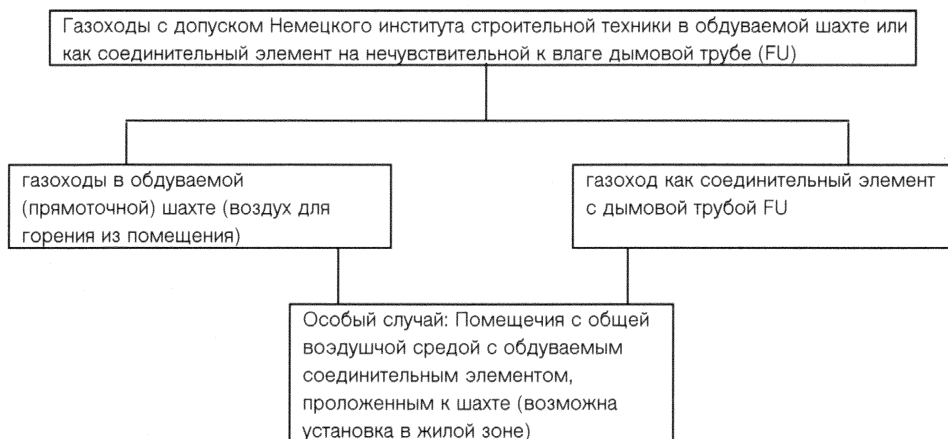 Газоходы с допуском Немецкого института строительной техники в обдуваемой шахте или
как соединительный элемент на нечувствительной к влаге дымовой трубе (FU)
газоходы в обдуваемой
(прямоточной) шахте (воздух для
горения из помещения)
газоход как соединительный элемент
с дымовой трубой FU
Особый случай: Помещечия с общей
воздушчой средой с обдуваемым
соединительным элементом,
проложенным к шахте (возможна
установка в жилой зоне)